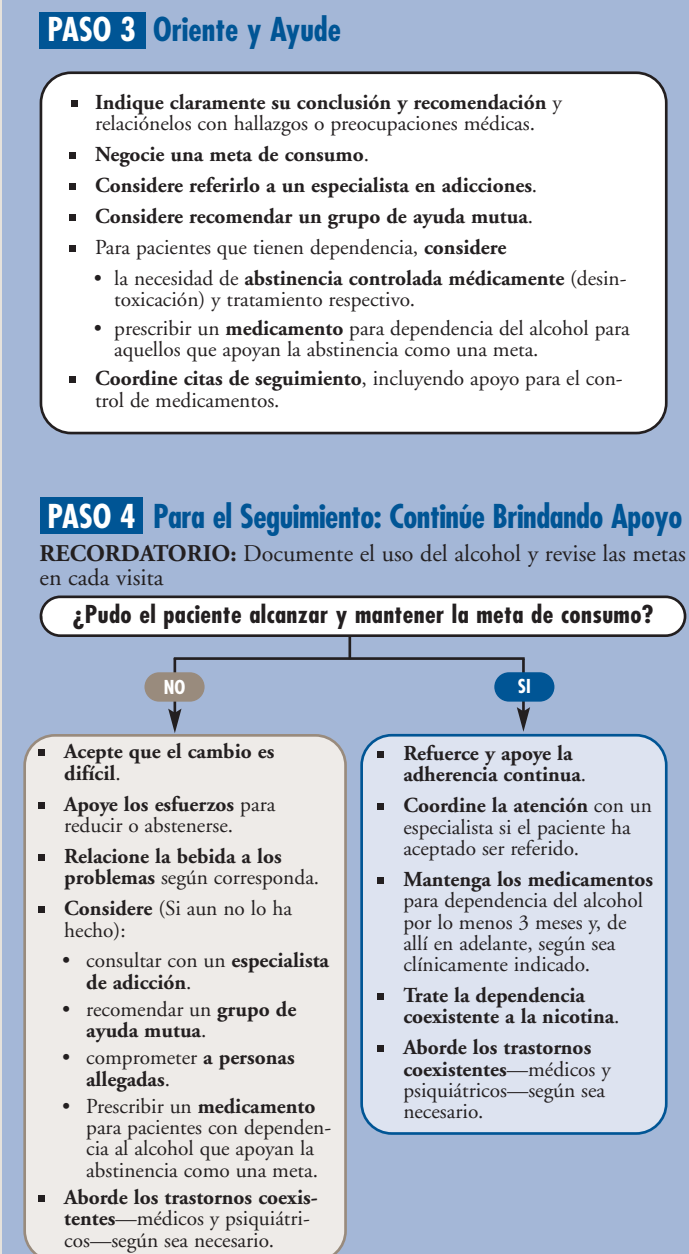 PASO 3 Oriente y Ayude
▪ Indique claramente su conclusión y recomendación y
relaciónelos con hallazgos o preocupaciones médicas.
▪ Negocie una meta de consumo.
▪ Considere referirlo a un especialista en adicciones.
▪ Considere recomendar un grupo de ayuda mutua.
▪ Para pacientes que tienen dependencia, considere
• la necesidad de abstinencia controlada médicamente (desin-
toxicación) y tratamiento respectivo.
• prescribir un medicamento para dependencia del alcohol para
aquellos que apoyan la abstinencia como una meta.
▪ Coordine citas de seguimiento, incluyendo apoyo para el con-
trol de medicamentos.
PASO 4 Para el Seguimiento: Continúe Brindando Apoyo
RECORDATORIO: Documente el uso del alcohol y revise las metas
en cada visita
¿Pudo el paciente alcanzar y mantener la meta de consumo?
NO
▪ Acepte que el cambio es
difícil.
▪ Apoye los esfuerzos para
reducir o abstenerse.
▪ Relacione la bebida a los
problemas según corresponda.
▪ Considere (Si aun no lo ha
hecho):
• consultar con un especialista
de adicción.
• recomendar un grupo de
ayuda mutua.
• comprometer a personas
allegadas.
• Prescribir un medicamento
para pacientes con dependen-
cia al alcohol que apoyan la
abstinencia como una meta.
▪ Aborde los trastornos coexis-
tentes—médicos y psiquiátri-
cos—según sea necesario.
SI
▪ Refuerce y apoye la
adherencia continua.
▪ Coordine la atención con un
especialista si el paciente ha
aceptado ser referido.
▪ Mantenga los medicamentos
para dependencia del alcohol
por lo menos 3 meses y, de
allí en adelante, según sea
clínicamente indicado.
▪ Trate la dependencia
coexistente a la nicotina.
▪ Aborde los trastornos
coexistentes—médicos y
psiquiátricos—según sea
necesario.